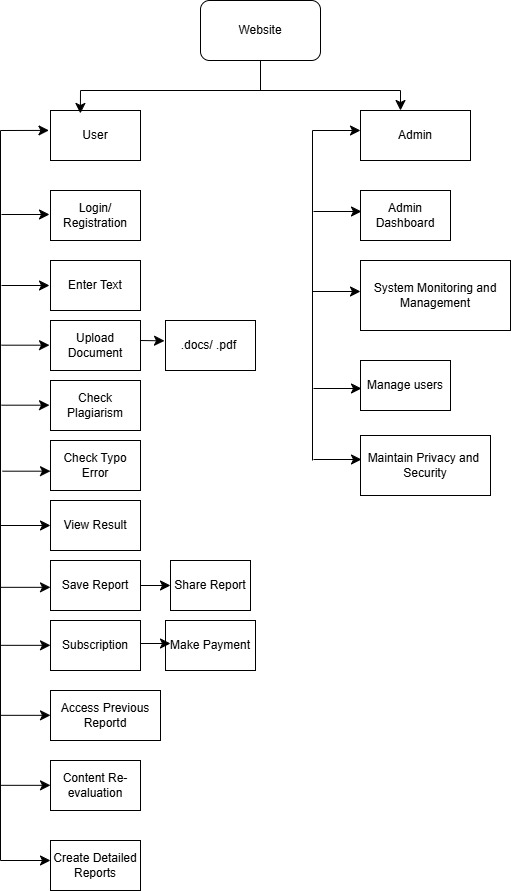 Website
User
Admin
Login/
Registration
Admin
Dashboard
Enter Text
System Monitoring and
Management
Upload
Document
.docs/ .pdf
Check
Plagiarism
Manage users
Check Typo
Error
Maintain Privacy and
Security
View Result
Save Report
Share Report
Subscription
Make Payment
Access Previous
Reportd
Content Re-
evaluation
Create Detailed
Reports